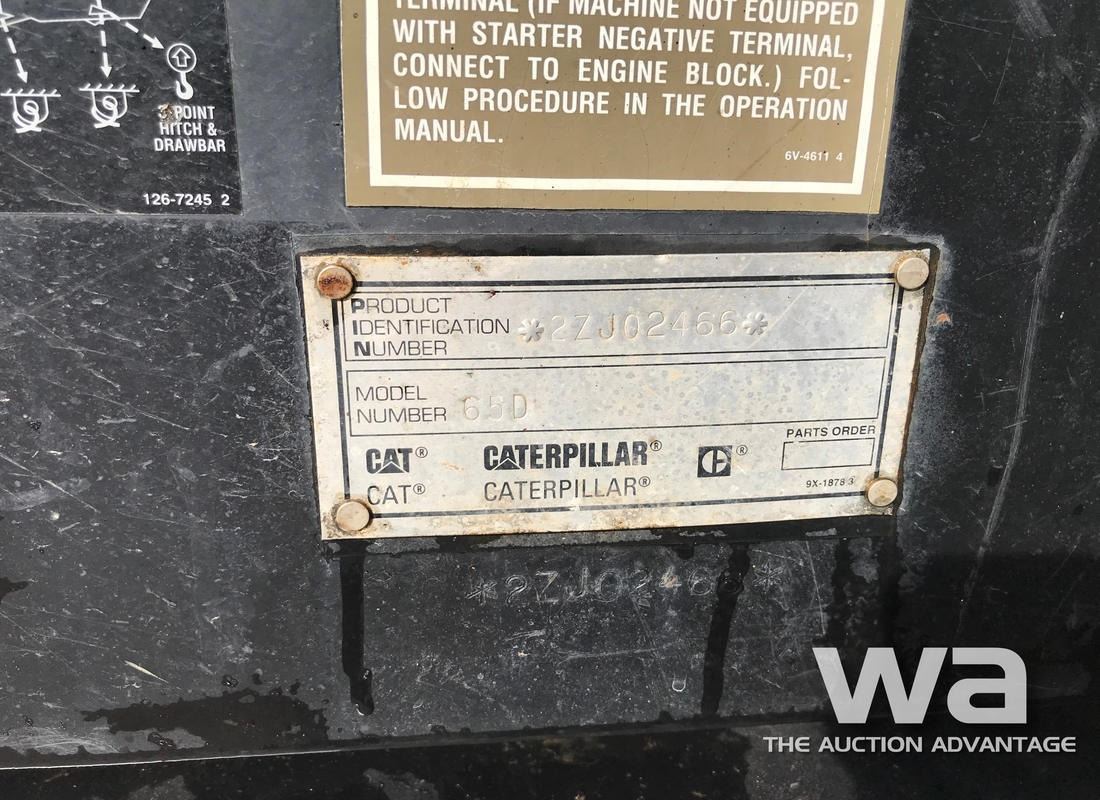 3 POINT
HITCH &
DRAWBAR
126-7245 2
TERMINAL (IF MACHINE NOT EQUIPPED
WITH STARTER NEGATIVE TERMINAL,
CONNECT TO ENGINE BLOCK.) FOL-
LOW PROCEDURE IN THE OPERATION
MANUAL.
6V-4611 4
PRODUCT
IDENTIFICATION
NUMBER
*2ZJ02466*
MODEL
NUMBER 65D
PARTS ORDER
CAT® CATERPILLAR® CE®
CAT® CATERPILLAR®
9X-1878 3
*2ZJ02466*
wa
THE AUCTION ADVANTAGE